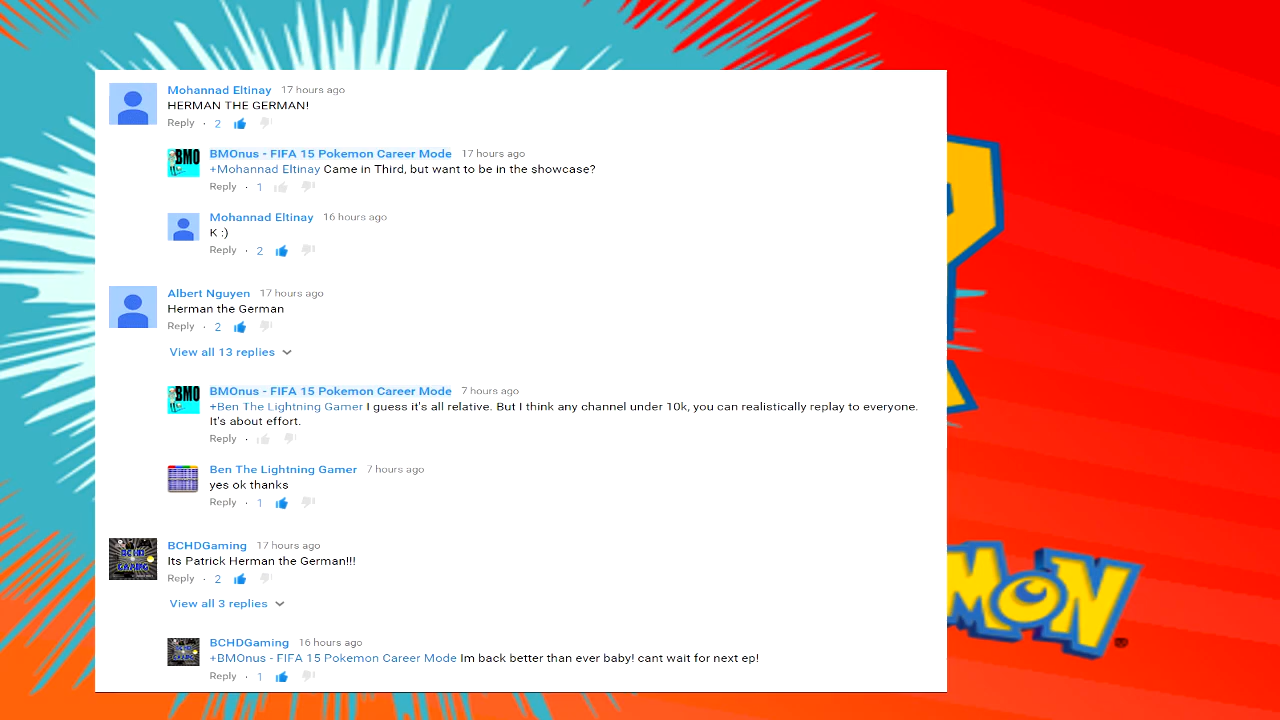 Mohannad Eltinay 17 hours ago
HERMAN THE GERMAN!
Reply · 2
BMOnus - FIFA 15 Pokemon Career Mode 17 hours ago
+Mohannad Eltinay Came in Third, but want to be in the showcase?
Reply · 1
Mohannad Eltinay 16 hours ago
K :)
Reply · 2
Albert Nguyen 17 hours ago
Herman the German
Reply · 2
View all 13 replies
BMOnus - FIFA 15 Pokemon Career Mode 7 hours ago
+Ben The Lightning Gamer I guess it's all relative. But I think any channel under 10k, you can realistically replay to everyone.
It's about effort.
Reply ·
Ben The Lightning Gamer 7 hours ago
yes ok thanks
Reply · 1
BCHDGaming 17 hours ago
Its Patrick Herman the German!!!
Reply · 2
View all 3 replies
BCHDGaming 16 hours ago
+BMOnus - FIFA 15 Pokemon Career Mode Im back better than ever baby! cant wait for next ep!
Reply · 1
BMO
BMO
BCHD
GAMING
MON